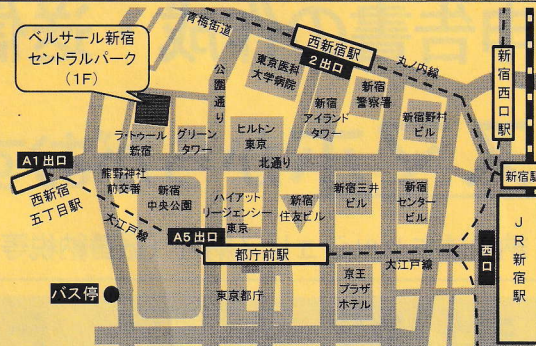 ベルサール新宿
セントラルパーク
(1F)
青梅街道
西新宿駅
2出口
丸ノ内線
新宿西口駅
公園通り
東京医科
大学病院
新宿
アイランド
タワー
新宿
警察署
新宿野村
ビル
ラ・トゥール
新宿
グリーン
タワー
ヒルトン
東京
北通り
A1出口
西新宿
五丁目駅
熊野神社
前交番
新宿
中央公園
ハイアット
リージェンシー
東京
新宿
住友ビル
新宿三井
ビル
新宿
センター
ビル
新宿駅
JR新宿駅
西口
大江戸線
A5出口
都庁前駅
大江戸線
バス停
東京都庁
京王
プラザ
ホテル